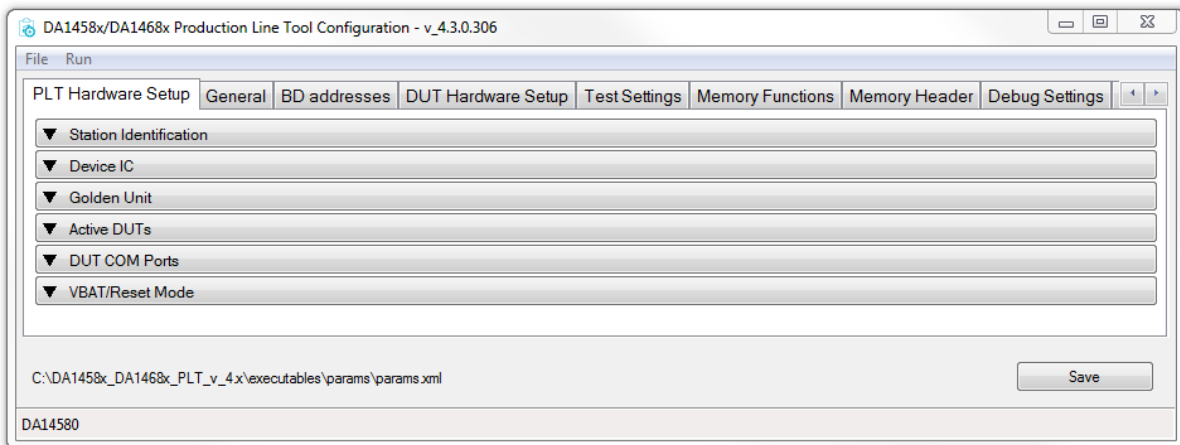 DA1458x/DA1468x Production Line Tool Configuration - v_4.3.0.306
File Run
PLT Hardware Setup General BD addresses DUT Hardware Setup Test Settings Memory Functions Memory Header Debug Settings
Station Identification
Device IC
Golden Unit
Active DUTs
DUT COM Ports
VBAT/Reset Mode
C:\DA1458x_DA1468x_PLT_v_4.x\executables\params\params.xml Save
DA14580